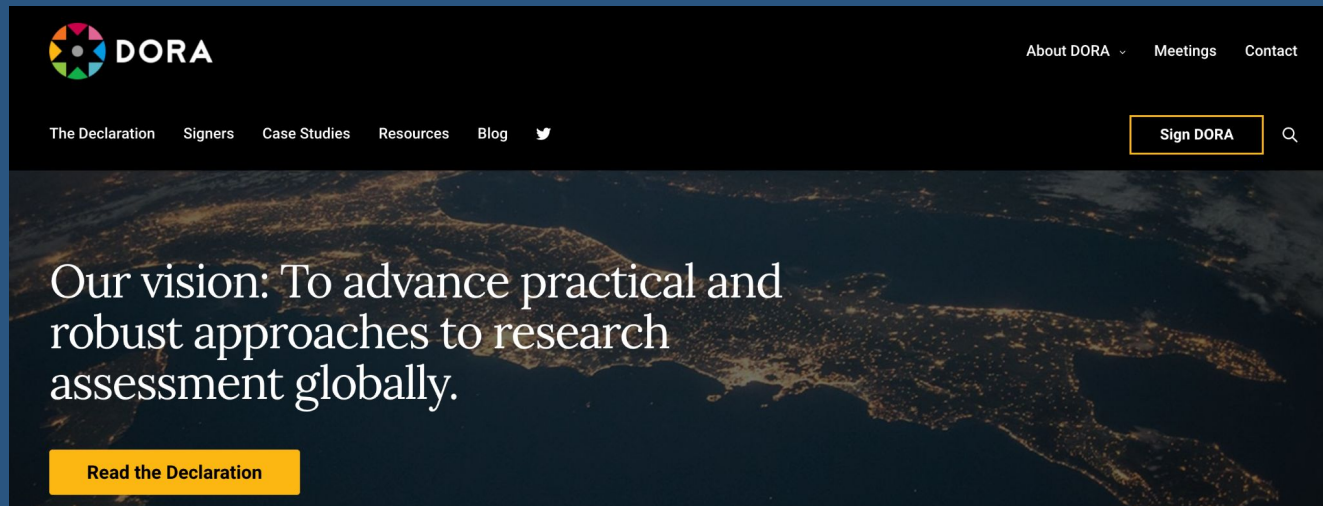 DORA
About DORA Meetings Contact
The Declaration Signers Case Studies Resources Blog
Sign DORA
Our vision: To advance practical and
robust approaches to research
assessment globally.
Read the Declaration